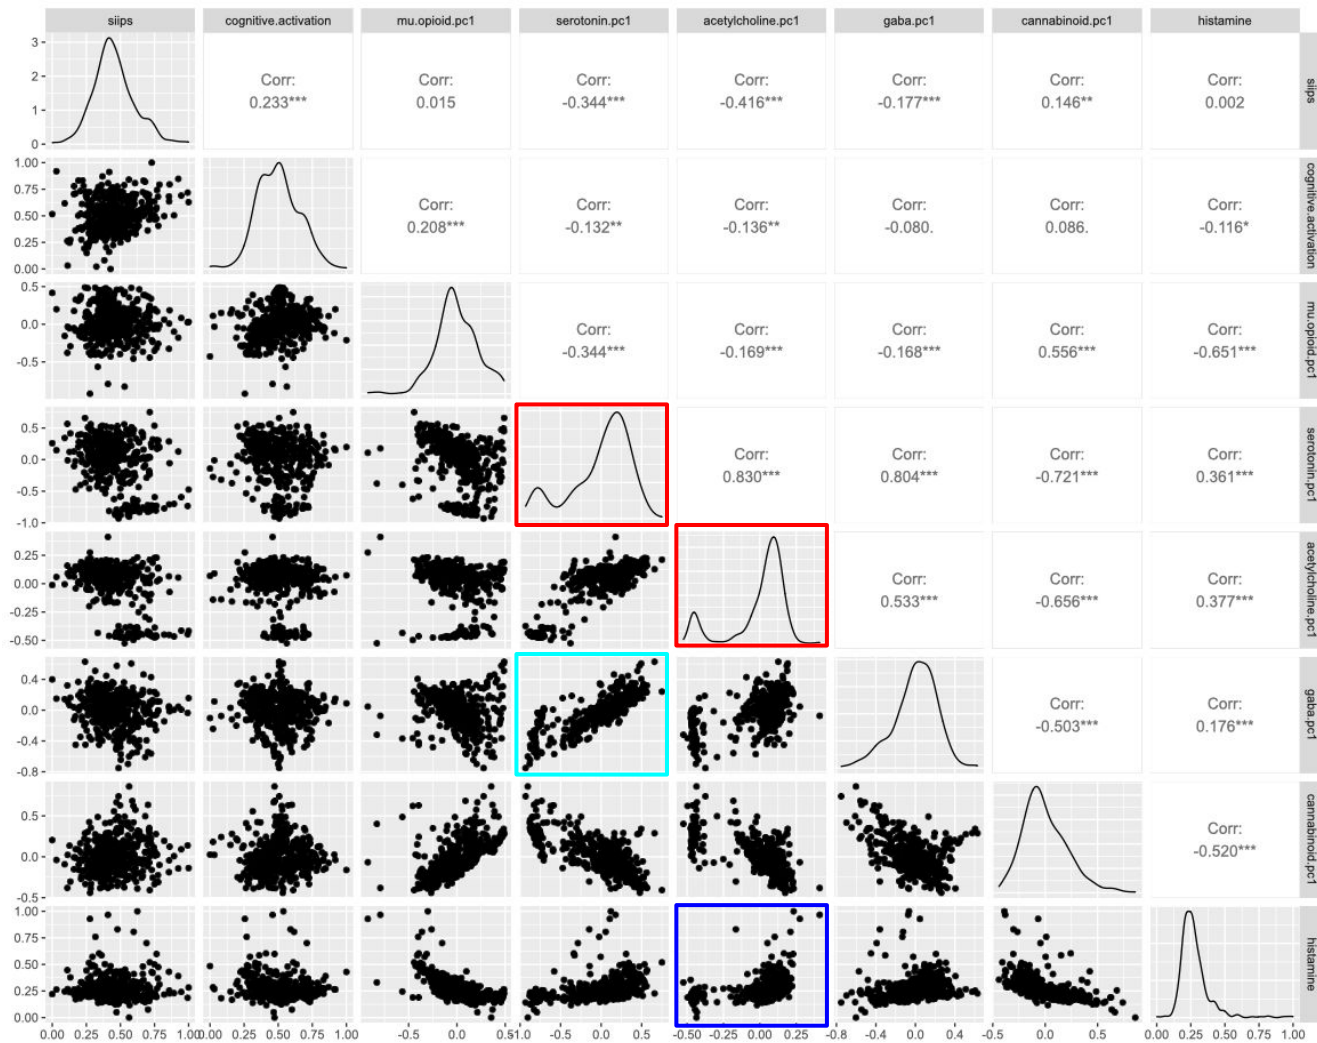 siips cognitive.activation mu.opioid.pc1 serotonin.pc1 acetylcholine.pc1 gaba.pc1 cannabinoid.pc1 histamine
3
2
1
0
Corr: Corr: Corr: Corr: Corr: Corr: Corr:
0.233*** 0.015 -0.344*** -0.416*** -0.177*** 0.146** 0.002
siips
1.00
0.75
0.50
0.25
0.00
Corr: Corr: Corr: Corr: Corr: Corr:
0.208*** -0.132** -0.136** -0.080. 0.086. -0.116*
cognitive.activation
0.5
0.0
-0.5
Corr: Corr: Corr: Corr: Corr:
-0.344*** -0.169*** -0.168*** 0.556*** -0.651***
mu.opioid.pc1
0.5
0.0
-0.5
-1.0
Corr: Corr: Corr: Corr:
0.830*** 0.804*** -0.721*** 0.361***
serotonin.pc1
0.25
0.00
-0.25
-0.50
Corr: Corr: Corr:
0.533*** -0.656*** 0.377***
acetylcholine.pc1
0.4
0.0
-0.4
-0.8
Corr: Corr:
-0.503*** 0.176***
gaba.pc1
0.5
0.0
-0.5
Corr:
-0.520***
cannabinoid.pc1
1.00
0.75
0.50
0.25
0.00
histamine
0.00 0.25 0.50 0.75 1.00 0.00 0.25 0.50 0.75 1.00 -0.5 0.0 0.5 -1.0 -0.5 0.0 0.5 -0.50 -0.25 0.00 0.25 -0.8 -0.4 0.0 0.4 -0.5 0.0 0.5 0.00 0.25 0.50 0.75 1.00